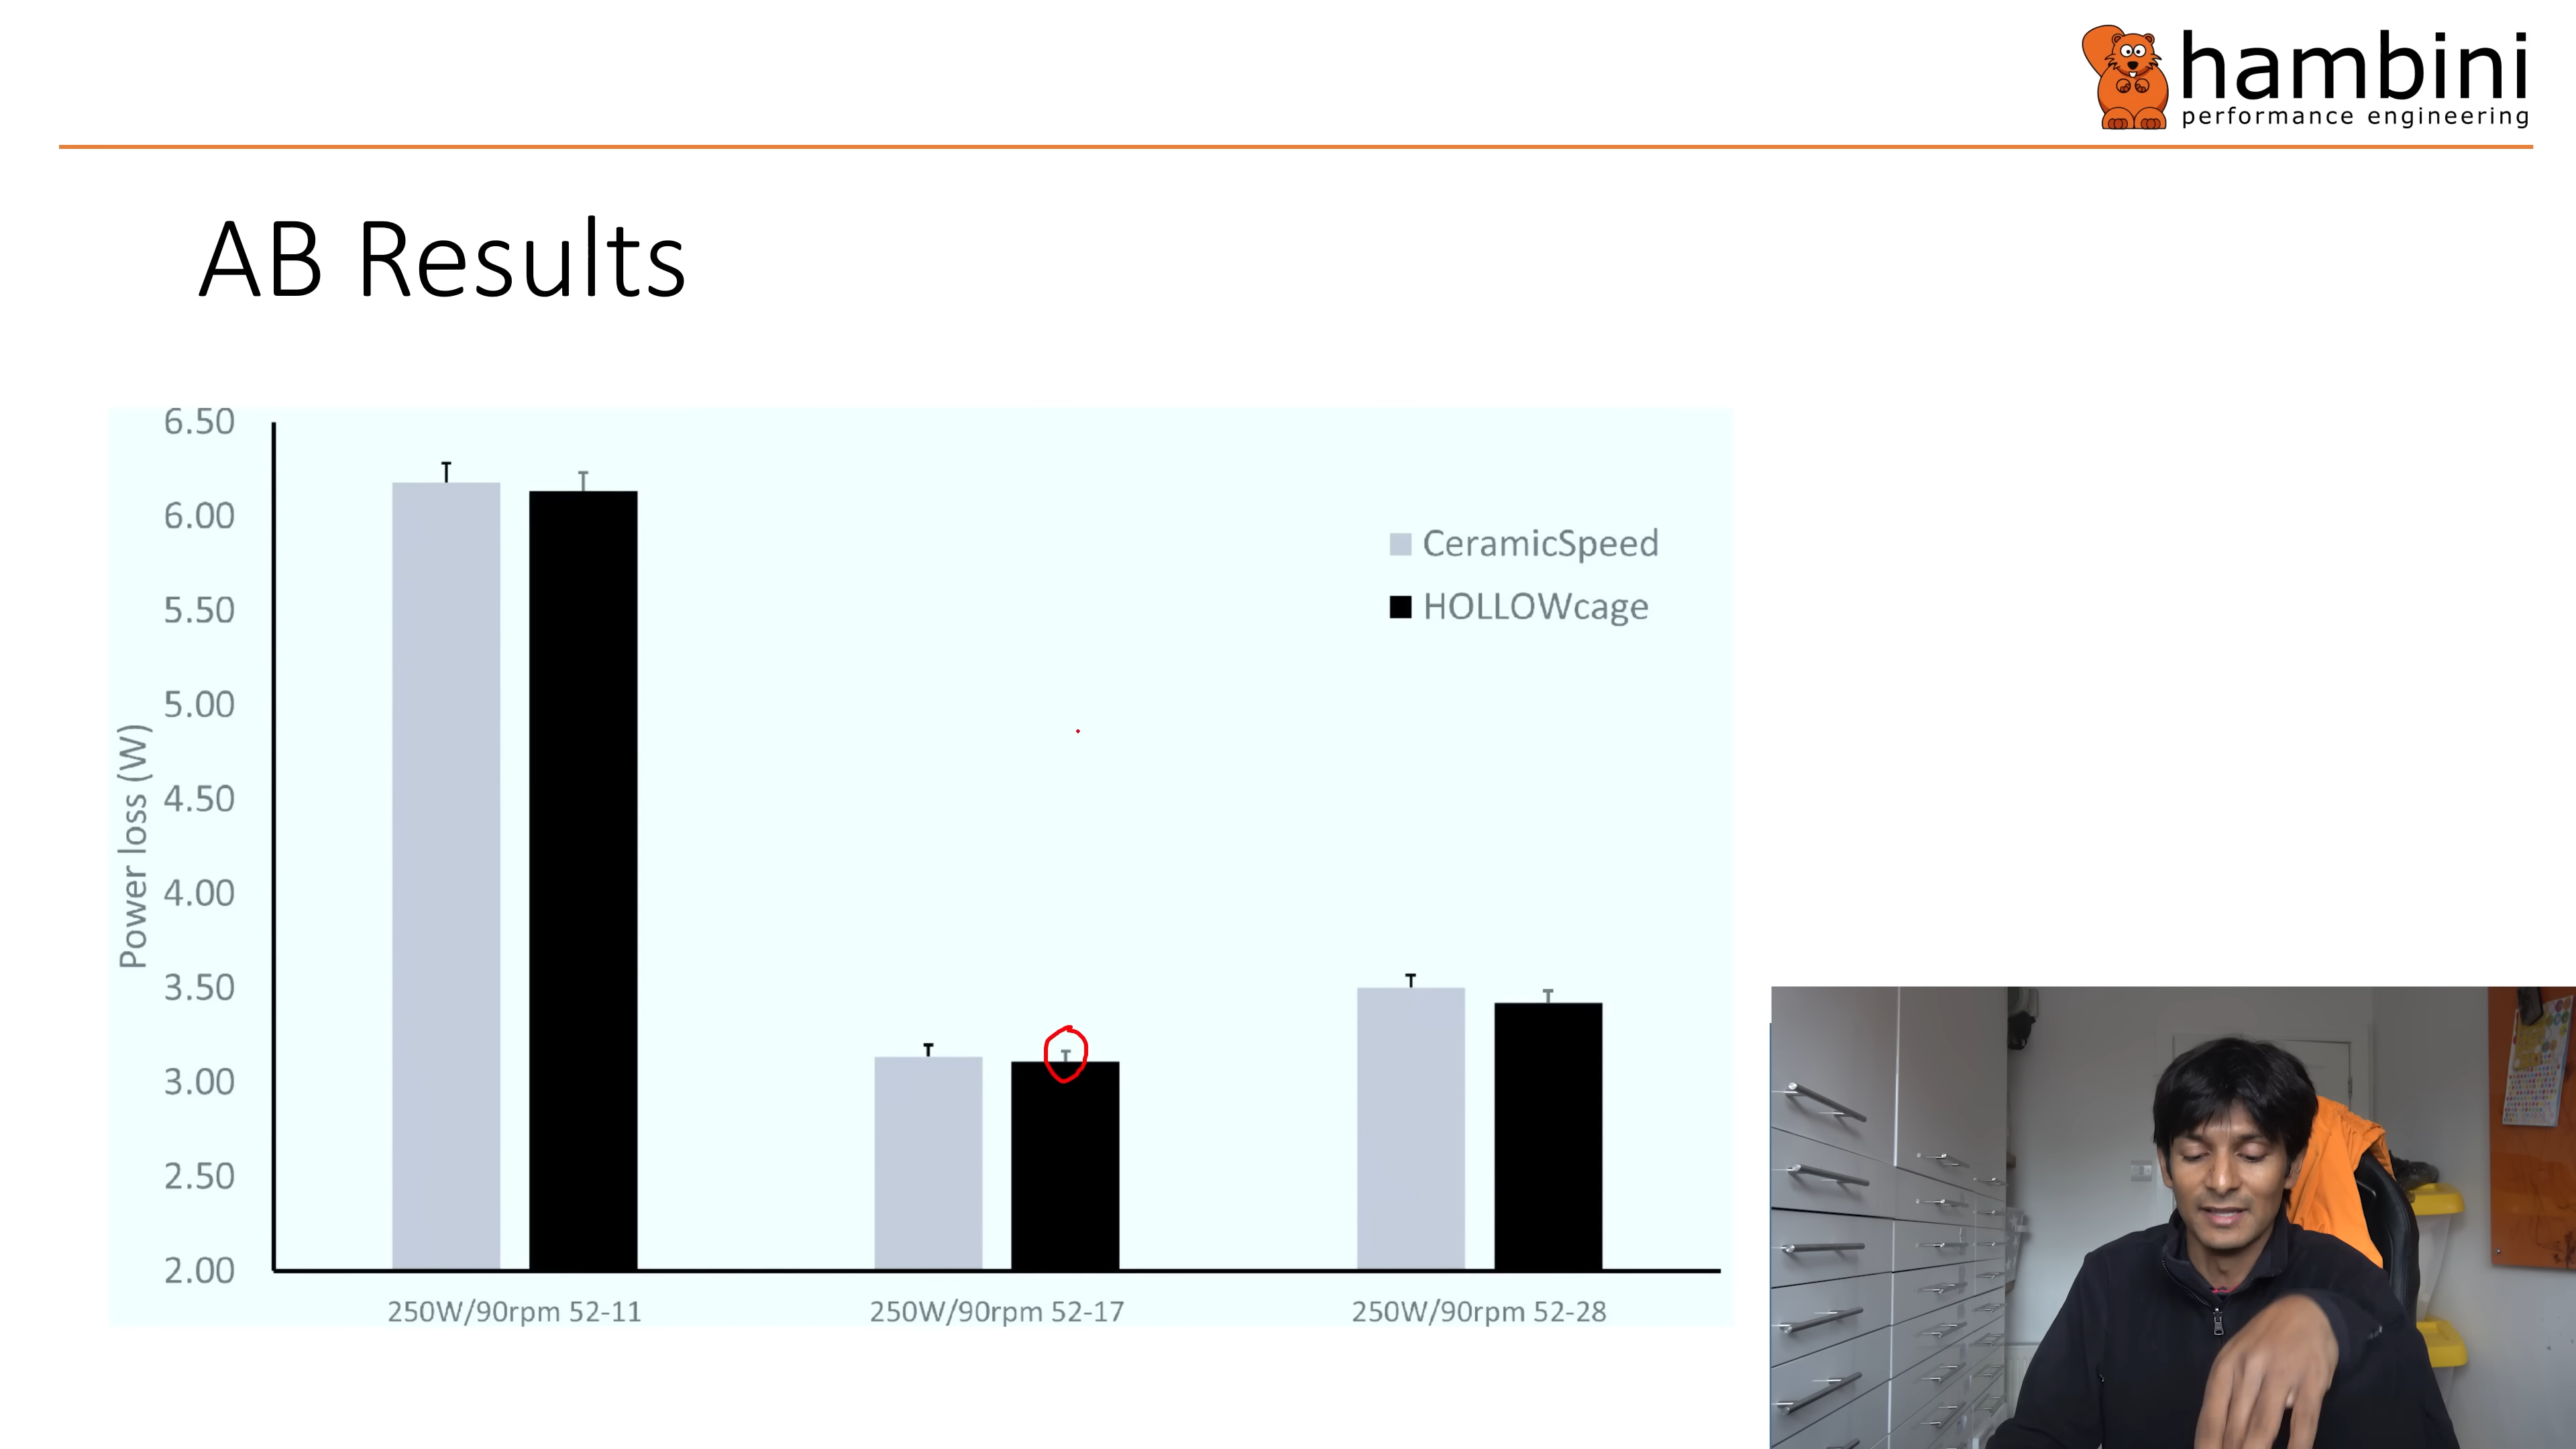 hambini
performance engineering
AB Results
6.50
6.00
5.50
5.00
4.50
4.00
3.50
3.00
2.50
2.00
Power loss (W)
CeramicSpeed
HOLLOWcage
250W/90rpm 52-11
250W/90rpm 52-17
250W/90rpm 52-28